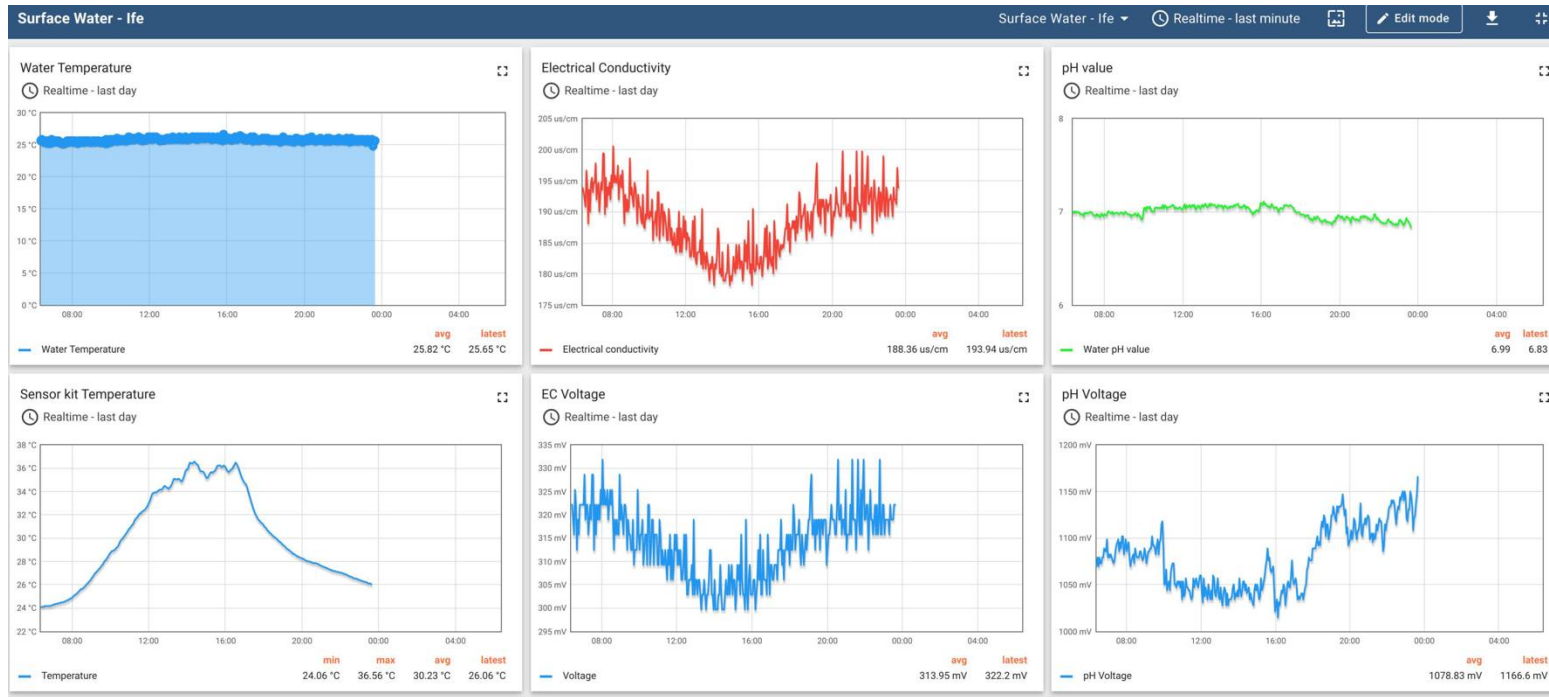 Surface Water - Ife
Surface Water - Ife
Realtime - last minute
Edit mode
Water Temperature
Realtime - last day
30 °C
25 °C
20 °C
15 °C
10 °C
5 °C
0 °C
08:00 12:00 16:00 20:00 00:00 04:00
avg latest
Water Temperature 25.82 °C 25.65 °C
Electrical Conductivity
Realtime - last day
205 us/cm
200 us/cm
195 us/cm
190 us/cm
185 us/cm
180 us/cm
175 us/cm
08:00 12:00 16:00 20:00 00:00 04:00
avg latest
Electrical conductivity 188.36 us/cm 193.94 us/cm
pH value
Realtime - last day
8
7
6
08:00 12:00 16:00 20:00 00:00 04:00
avg latest
Water pH value 6.99 6.83
Sensor kit Temperature
Realtime - last day
38 °C
36 °C
34 °C
32 °C
30 °C
28 °C
26 °C
24 °C
22 °C
08:00 12:00 16:00 20:00 00:00 04:00
min max avg latest
Temperature 24.06 °C 36.56 °C 30.23 °C 26.06 °C
EC Voltage
Realtime - last day
335 mV
330 mV
325 mV
320 mV
315 mV
310 mV
305 mV
300 mV
295 mV
08:00 12:00 16:00 20:00 00:00 04:00
avg latest
Voltage 313.95 mV 322.2 mV
pH Voltage
Realtime - last day
1200 mV
1150 mV
1100 mV
1050 mV
1000 mV
08:00 12:00 16:00 20:00 00:00 04:00
avg latest
pH Voltage 1078.83 mV 1166.6 mV